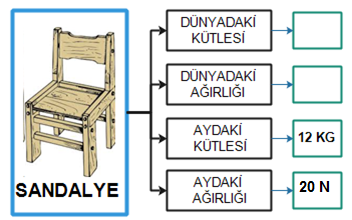 DÜNYADAKİ
KÜTLESİ
DÜNYADAKİ
AĞIRLIĞI
AYDAKİ
KÜTLESİ
12 KG
AYDAKİ
AĞIRLIĞI
20 N
SANDALYE